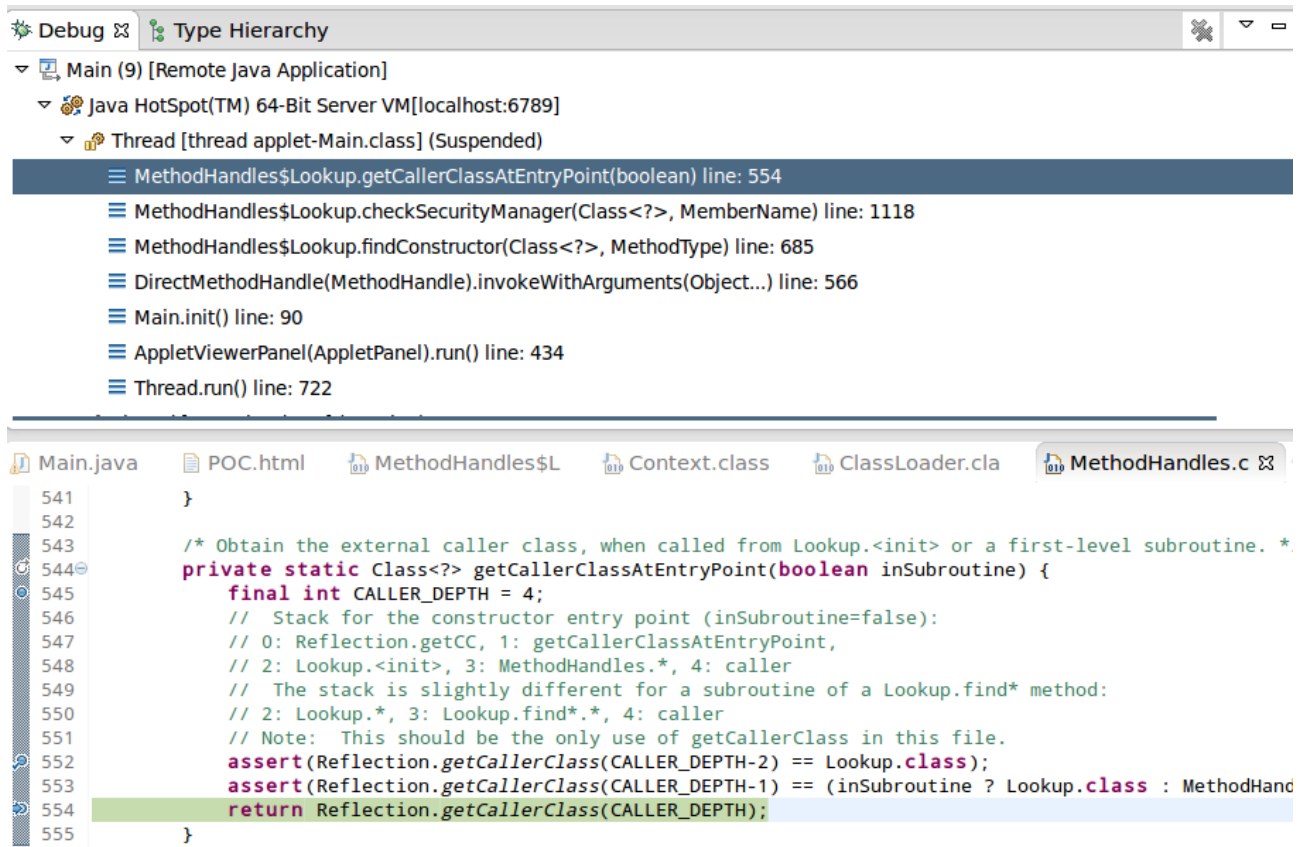 Debug Type Hierarchy
Main (9) [Remote Java Application]
Java HotSpot(TM) 64-Bit Server VM[localhost:6789]
Thread [thread applet-Main.class] (Suspended)
MethodHandles$Lookup.getCallerClassAtEntryPoint(boolean) line: 554
MethodHandles$Lookup.checkSecurityManager(Class<?>, MemberName) line: 1118
MethodHandles$Lookup.findConstructor(Class<?>, MethodType) line: 685
DirectMethodHandle(MethodHandle).invokeWithArguments(Object...) line: 566
Main.init() line: 90
AppletViewerPanel(AppletPanel).run() line: 434
Thread.run() line: 722
Main.java POC.html MethodHandles$L Context.class ClassLoader.cla MethodHandles.c
541 }
542
543 /* Obtain the external caller class, when called from Lookup.<init> or a first-level subroutine. *
544 private static Class<?> getCallerClassAtEntryPoint(boolean inSubroutine) {
545 final int CALLER_DEPTH = 4;
546 //  Stack for the constructor entry point (inSubroutine=false):
547 // 0: Reflection.getCC, 1: getCallerClassAtEntryPoint,
548 // 2: Lookup.<init>, 3: MethodHandles.*, 4: caller
549 //  The stack is slightly different for a subroutine of a Lookup.find* method:
550 // 2: Lookup.*, 3: Lookup.find*.*, 4: caller
551 // Note:  This should be the only use of getCallerClass in this file.
552 assert(Reflection.getCallerClass(CALLER_DEPTH-2) == Lookup.class);
553 assert(Reflection.getCallerClass(CALLER_DEPTH-1) == (inSubroutine ? Lookup.class : MethodHand
554 return Reflection.getCallerClass(CALLER_DEPTH);
555 }